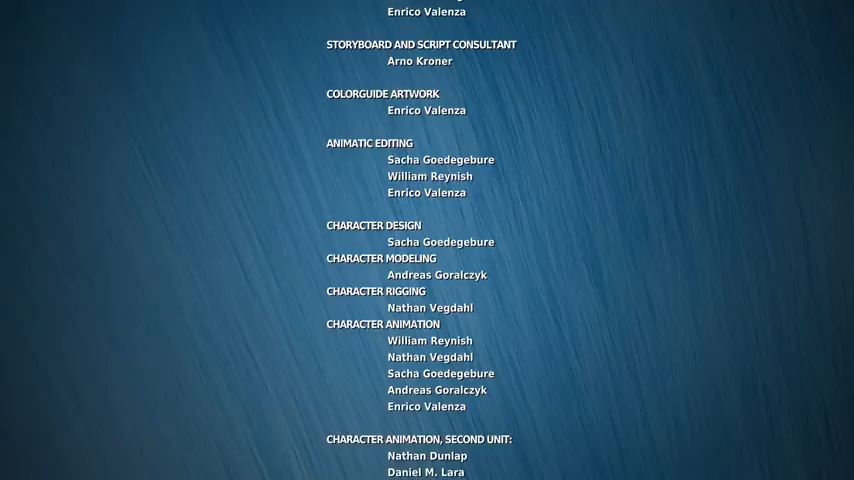 Enrico Valenza
STORYBOARD AND SCRIPT CONSULTANT
Arno Kroner
COLORGUIDE ARTWORK
Enrico Valenza
ANIMATIC EDITING
Sacha Goedegebure
William Reynish
Enrico Valenza
CHARACTER DESIGN
Sacha Goedegebure
CHARACTER MODELING
Andreas Goralczyk
CHARACTER RIGGING
Nathan Vegdahl
CHARACTER ANIMATION
William Reynish
Nathan Vegdahl
Sacha Goedegebure
Andreas Goralczyk
Enrico Valenza
CHARACTER ANIMATION, SECOND UNIT:
Nathan Dunlap
Daniel M. Lara